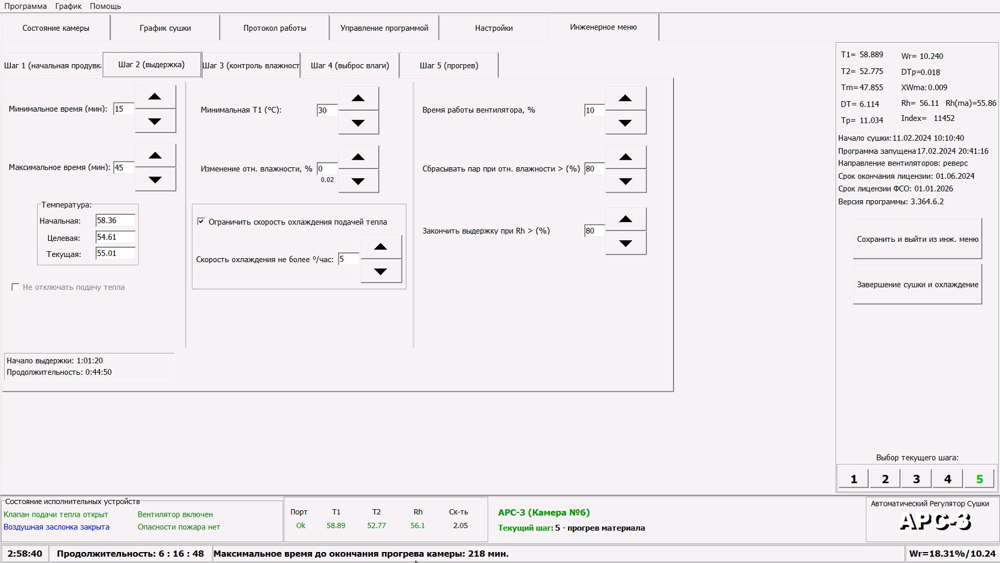 Программа График Помощь
Состояние камеры График сушки Протокол работы Управление программой Настройки Инженерное меню
Шаг 1 (начальная продувка Шаг 2 (выдержка) Шаг 3 (контроль влажност Шаг 4 (выброс влаги) Шаг 5 (прогрев)
Минимальное время (мин): 15
Максимальное время (мин): 45
Температура:
Начальная: 58.36
Целевая: 54.61
Текущая: 55.01
Не отключать подачу тепла
Начало выдержки: 1:01:20
Продолжительность: 0:44:50
Минимальная T1 (°C): 30
Изменение отн. влажности, % 0
0.02
Ограничить скорость охлаждения подачей тепла
Скорость охлаждения не более º/час: 5
Время работы вентилятора, % 10
Сбрасывать пар при отн. влажности > (%) 80
Закончить выдержку при Rh > (%) 80
T1= 58.889 Wr= 10.240
T2= 52.775 DTp=0.018
Tm= 47.855 XWma: 0.009
DT= 6.114 Rh= 56.11 Rh(ma)=55.86
Tp= 11.034 Index= 11452
Начало сушки: 11.02.2024 10:10:40
Программа запущена 17.02.2024 20:41:16
Направление вентиляторов: реверс
Срок окончания лицензии: 01.06.2024
Срок лицензии ФСО: 01.01.2026
Версия программы: 3.364.6.2
Сохранить и выйти из инж. меню
Завершение сушки и охлаждение
Выбор текущего шага:
1 2 3 4 5
Состояние исполнительных устройств
Клапан подачи тепла открыт Вентилятор включен
Воздушная заслонка закрыта Опасности пожара нет
Порт T1 T2 Rh Ск-ть
Ok 58.89 52.77 56.1 2.05
АРС-3 (Камера №6)
Текущий шаг: 5 - прогрев материала
Автоматический Регулятор Сушки
АРС-3
2:58:40 Продолжительность: 6 : 16 : 48 Максимальное время до окончания прогрева камеры: 218 мин. Wr=18.31%/10.24